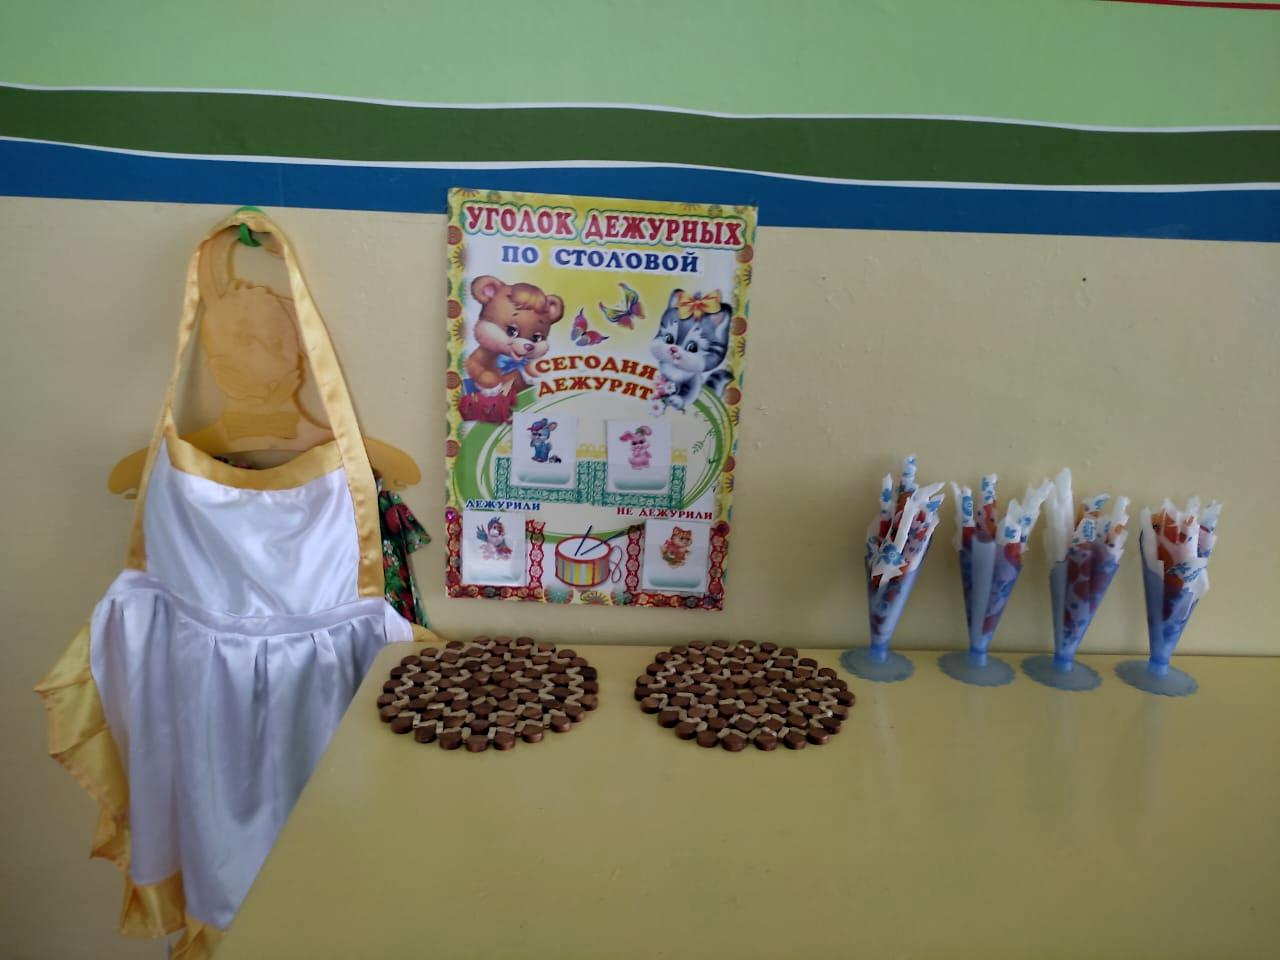 УГОЛОК ДЕЖУРНЫХ
ПО СТОЛОВОЙ
СЕГОДНЯ
ДЕЖУРЯТ
ДЕЖУРИЛИ
НЕ ДЕЖУРИЛИ